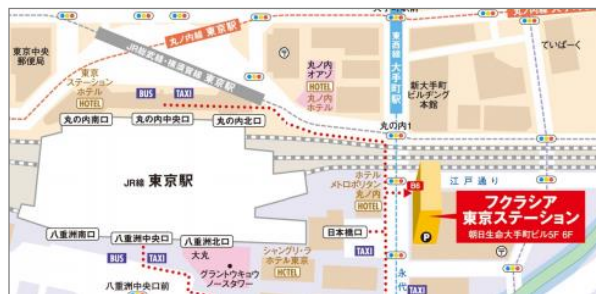 大手町駅前
丸ノ内線 東京駅
丸ノ内線
JR総武線・横須賀線 東京駅
東京中央
郵便局
東京
ステーション
ホテル
HOTEL
BUS
TAXI
丸の内
オアゾ
HOTEL
丸ノ内
ホテル
東西線 大手町駅
新大手町
ビルヂング
本館
ていぱーく
丸の内南口
丸の内中央口
丸の内北口
丸の内1
JR線 東京駅
ホテル
メトロポリタン
丸ノ内
HOTEL
B6
江戸通り
フクラシア
東京ステーション
朝日生命大手町ビル5F 6F
P
八重洲南口
八重洲中央口
八重洲北口
日本橋口
BUS
TAXI
大丸
グラントウキョウ
ノースタワー
シャングリ・ラ
ホテル東京
HOTEL
TAXI
永代
八重洲中央口前